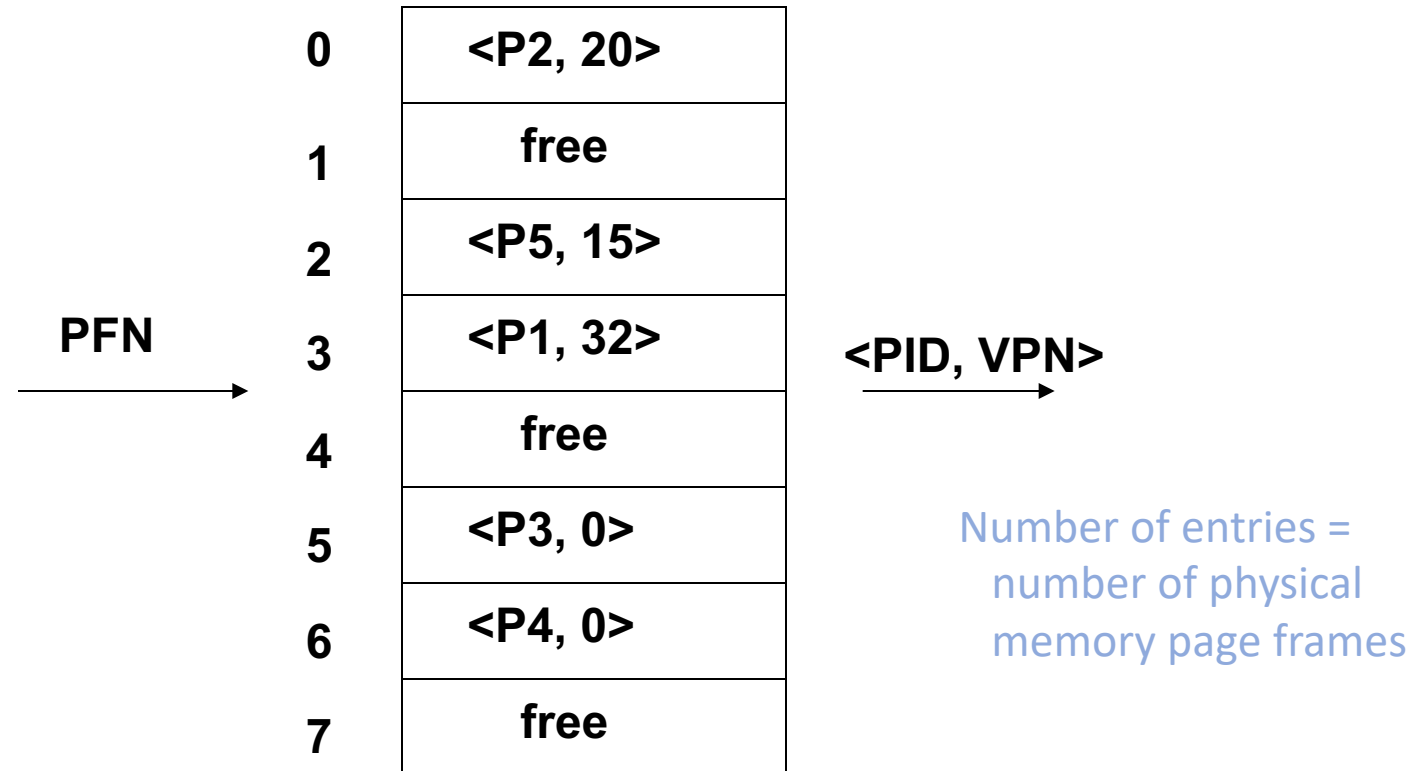 0 <P2, 20>
1 free
2 <P5, 15>
PFN
3 <P1, 32>
<PID, VPN>
4 free
5 <P3, 0>
6 <P4, 0>
7 free
Number of entries =
number of physical
memory page frames